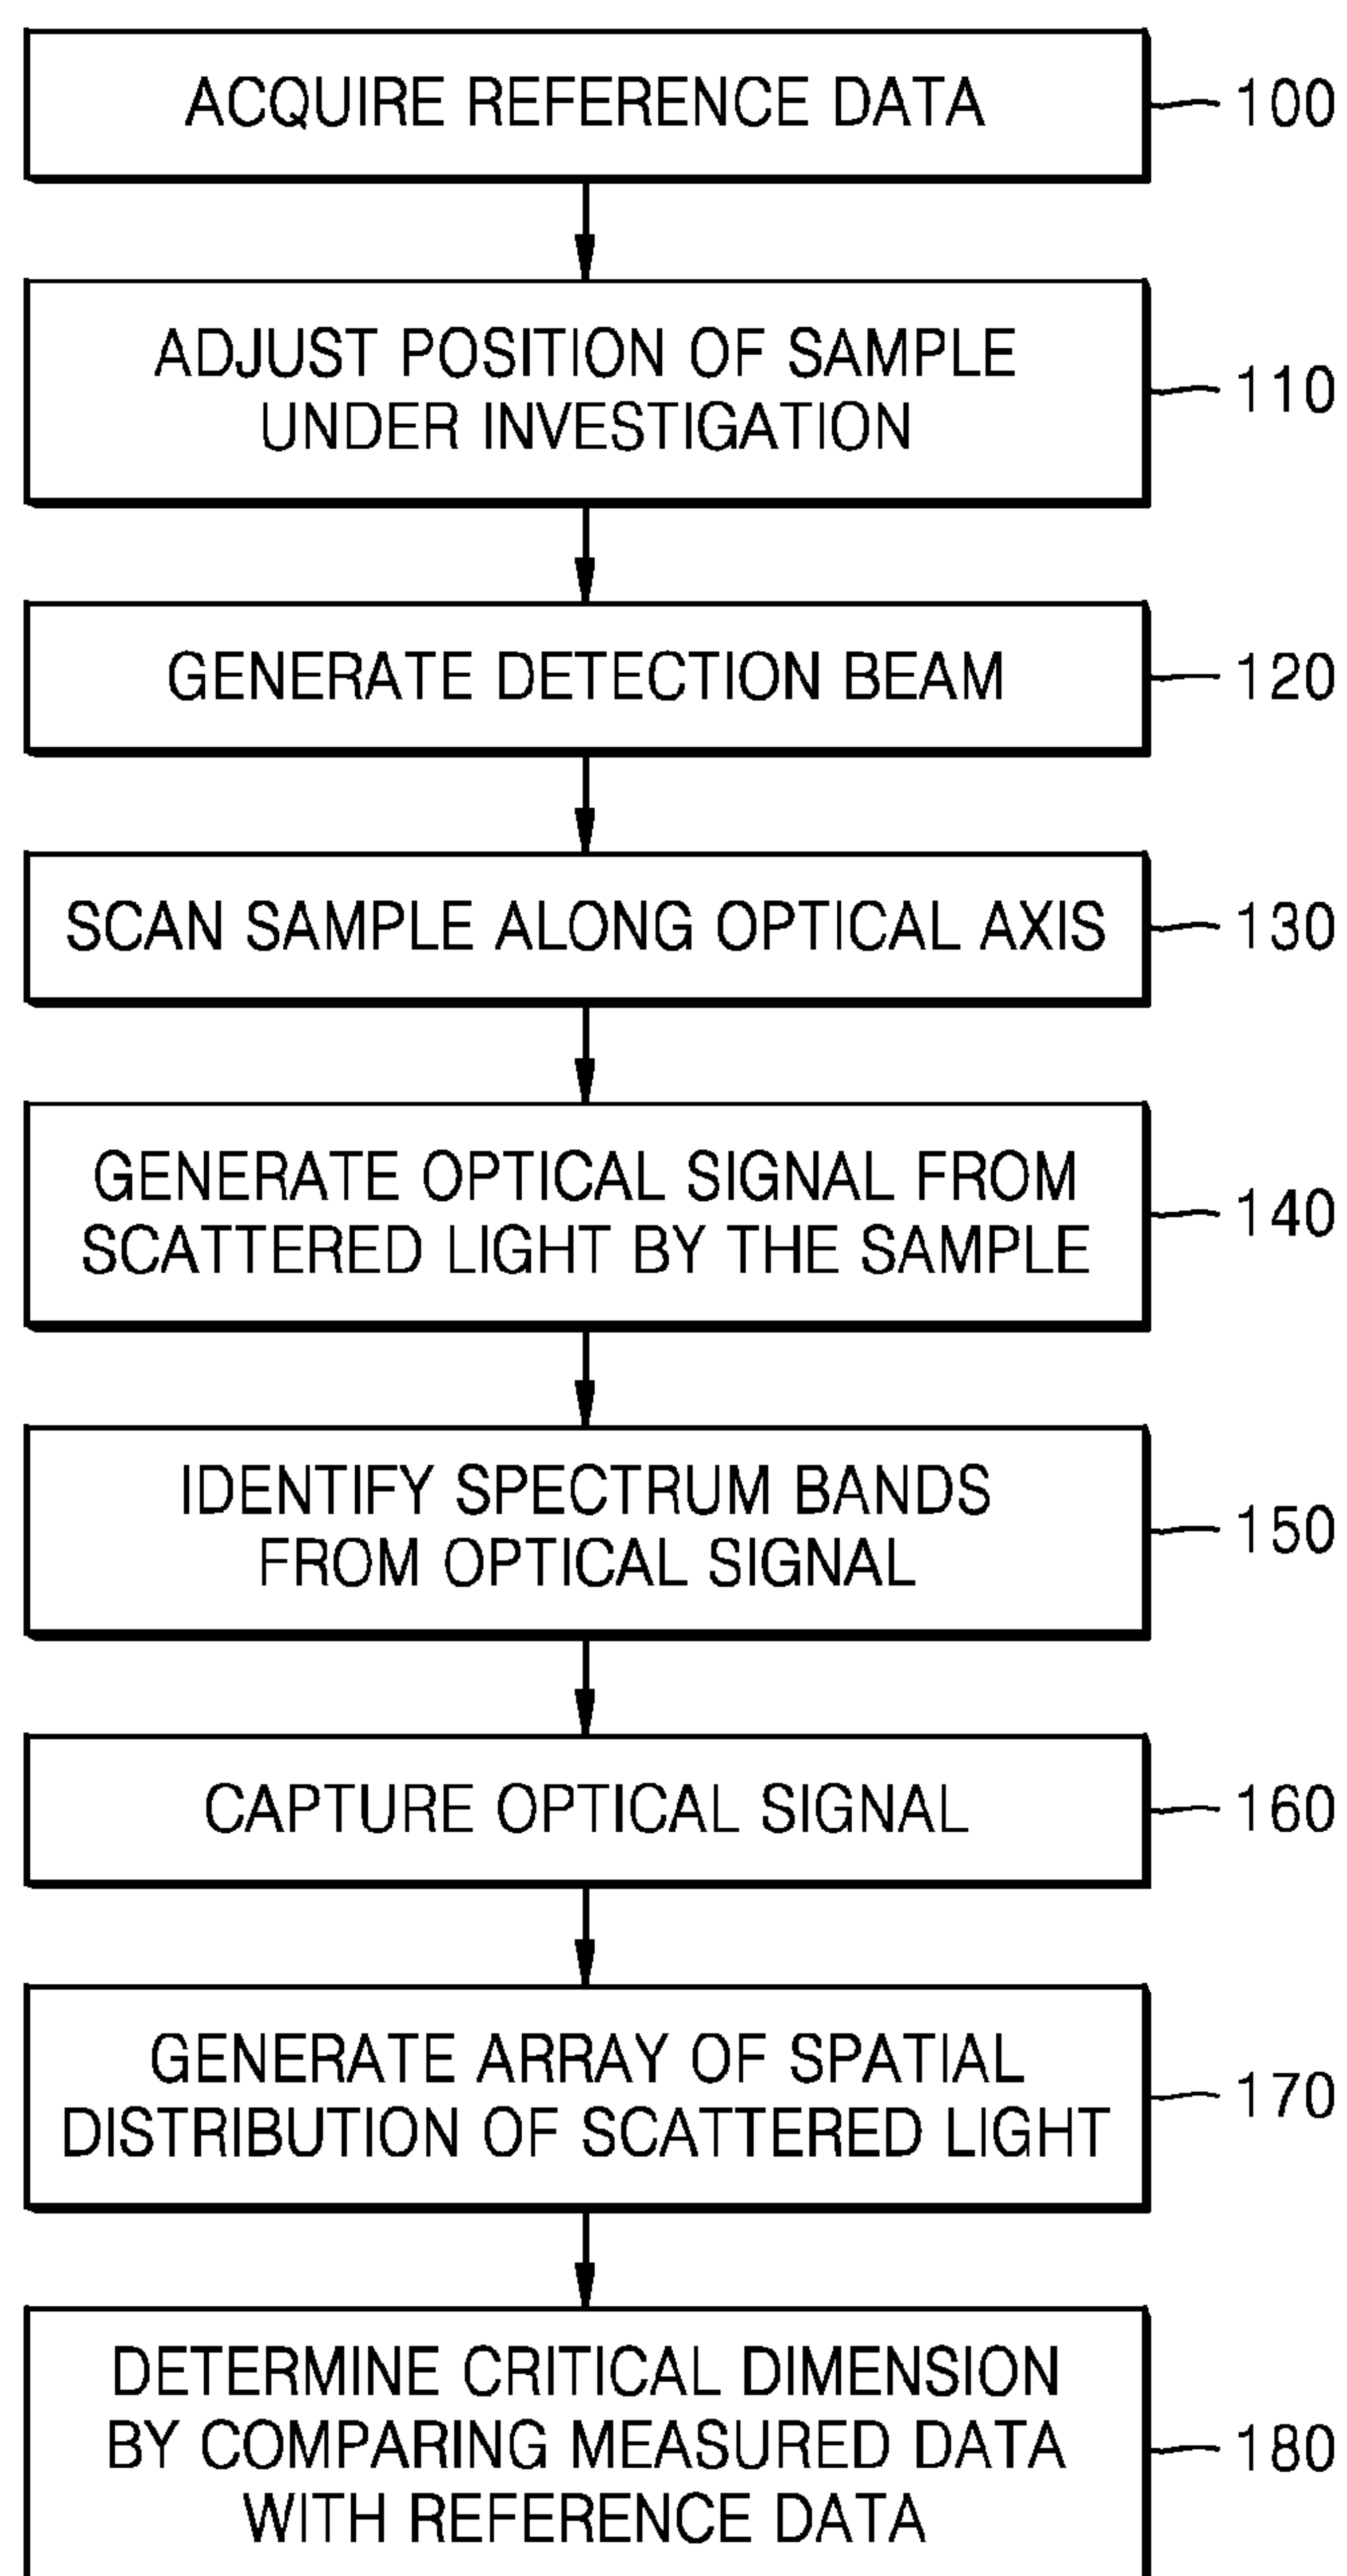 ACQUIRE REFERENCE DATA
100
ADJUST POSITION OF SAMPLE
UNDER INVESTIGATION
110
GENERATE DETECTION BEAM
120
SCAN SAMPLE ALONG OPTICAL AXIS
130
GENERATE OPTICAL SIGNAL FROM
SCATTERED LIGHT BY THE SAMPLE
140
IDENTIFY SPECTRUM BANDS
FROM OPTICAL SIGNAL
150
CAPTURE OPTICAL SIGNAL
160
GENERATE ARRAY OF SPATIAL
DISTRIBUTION OF SCATTERED LIGHT
170
DETERMINE CRITICAL DIMENSION
BY COMPARING MEASURED DATA
WITH REFERENCE DATA
180